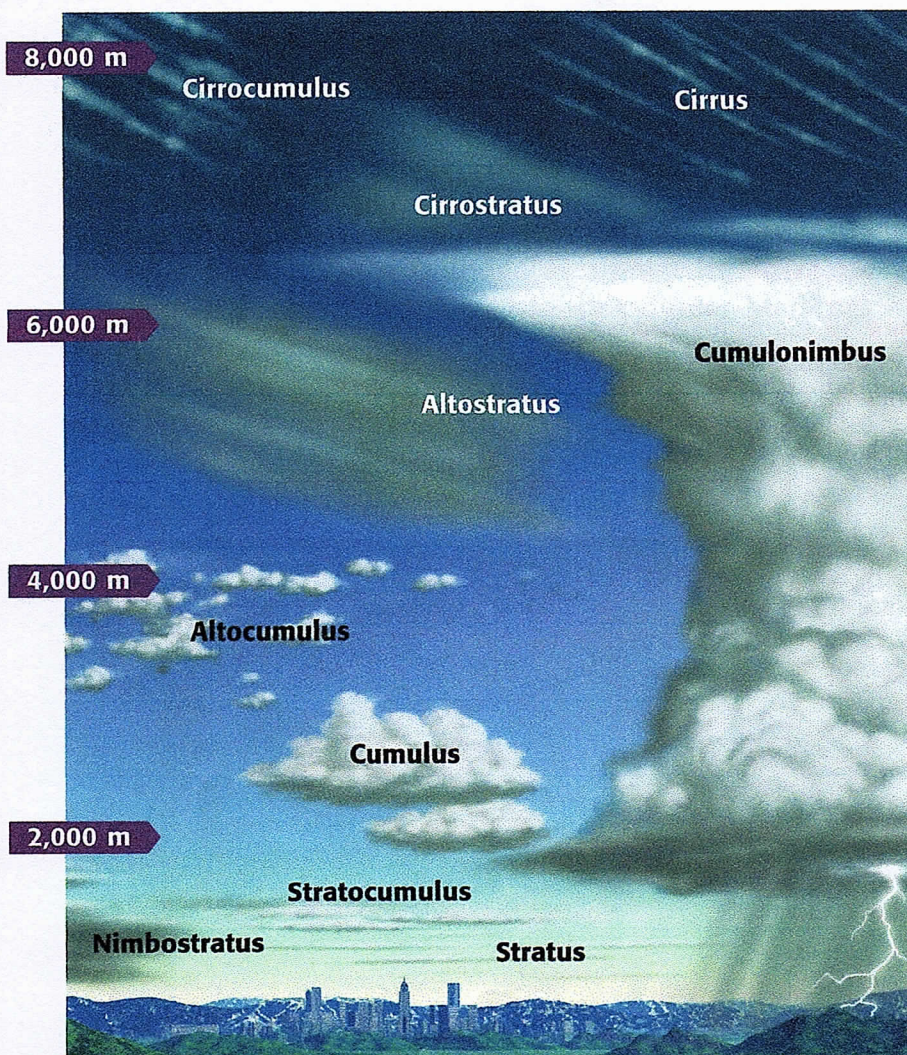 8,000 m
Cirrocumulus
Cirrus
Cirrostratus
6,000 m
Cumulonimbus
Altostratus
4,000 m
Altocumulus
Cumulus
2,000 m
Stratocumulus
Nimbostratus
Stratus